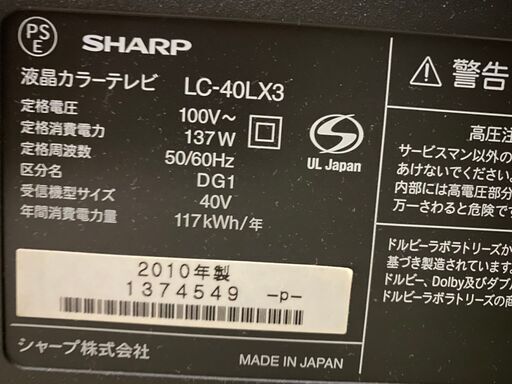 PS
E
SHARP
液晶カラーテレビ LC-40LX3
定格電圧 100V~
定格消費電力 137W
定格周波数 50/60Hz
区分名 DG1
受信機型サイズ 40V
年間消費電力量 117kWh/年
S
UL Japan
2010年製
1374549 -p-
シャープ株式会社
MADE IN JAPAN
⚠ 警告
高圧注
サービスマン以外の
あけないでください。
内部には高電圧部分
万一さわると危険です
ドルビーラボラトリーズか
基づき製造されています
ドルビー、Dolby及びダブル
ドルビーラボラトリーズの商